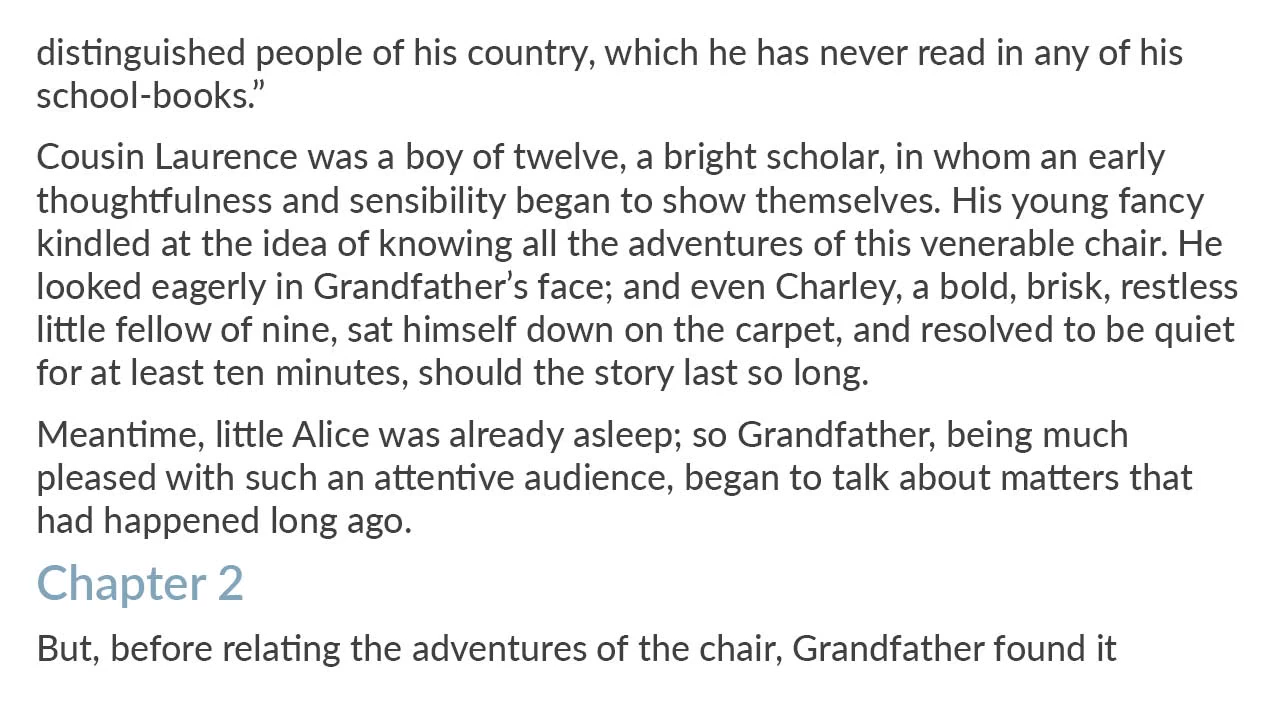 distinguished people of his country, which he has never read in any of his
school-books.”
Cousin Laurence was a boy of twelve, a bright scholar, in whom an early
thoughtfulness and sensibility began to show themselves. His young fancy
kindled at the idea of knowing all the adventures of this venerable chair. He
looked eagerly in Grandfather’s face; and even Charley, a bold, brisk, restless
little fellow of nine, sat himself down on the carpet, and resolved to be quiet
for at least ten minutes, should the story last so long.
Meantime, little Alice was already asleep; so Grandfather, being much
pleased with such an attentive audience, began to talk about matters that
had happened long ago.
Chapter 2
But, before relating the adventures of the chair, Grandfather found it